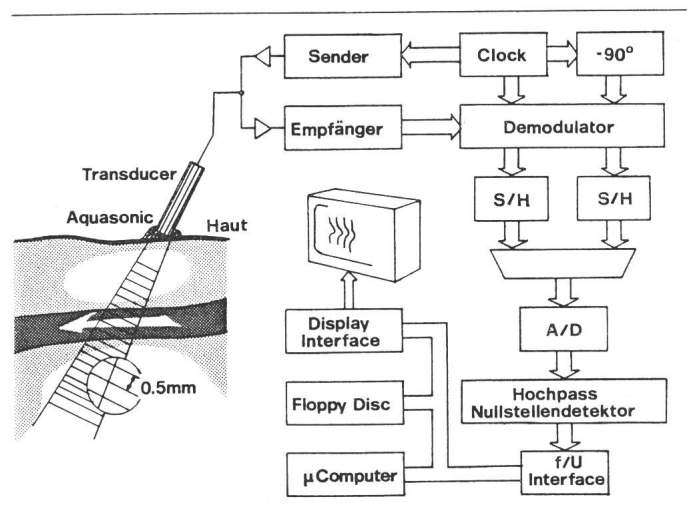 Sender
Clock
-90°
Empfänger
Demodulator
Transducer
Aquasonic
Haut
S/H
S/H
A/D
Display
Interface
0.5mm
Hochpass
Nullstellendetektor
Floppy Disc
µComputer
f/U
Interface